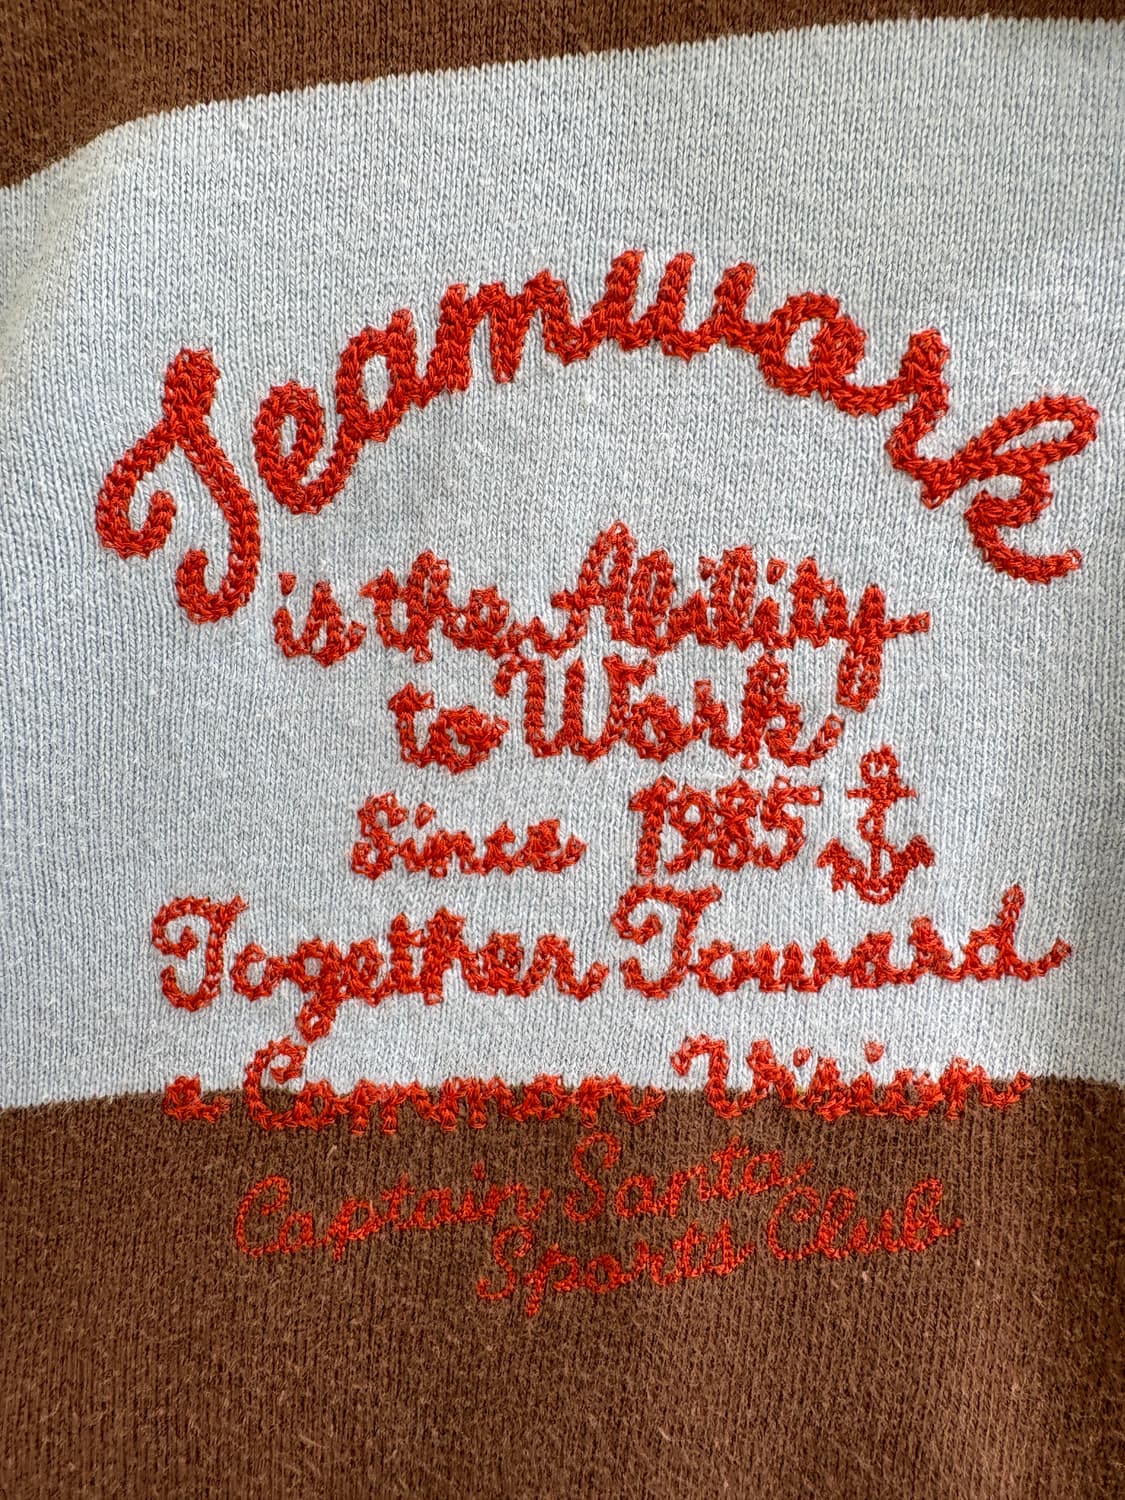 Teamwork
is the Ability
to Work
Since 1985
Together Toward
a Common Vision
Captain Santa
Sports Club